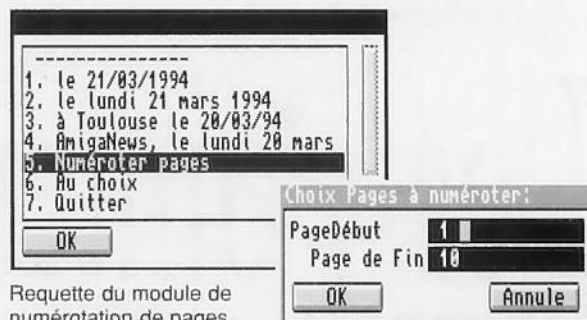 ---------------
1. le 21/03/1994
2. le lundi 21 mars 1994
3. à Toulouse le 20/03/94
4. AmigaNews, le lundi 20 mars
5. Numéroter pages
6. Au choix
7. Quitter
OK
Choix Pages à numéroter:
PageDébut 1
Page de Fin 10
OK
Annule
Requette du module de
numérotation de pages